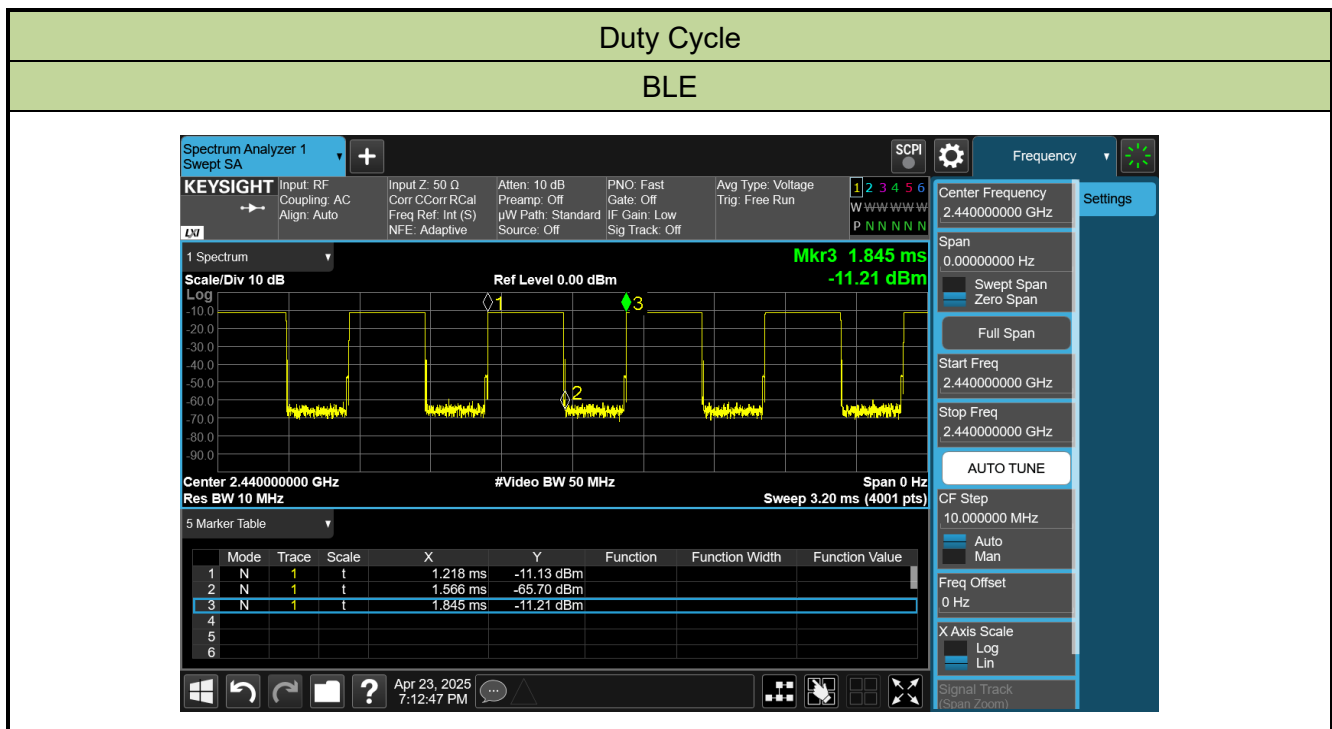 Duty Cycle
BLE
Spectrum Analyzer 1
Swept SA
+
SCPI
Frequency
KEYSIGHT
LXI
Input: RF
Coupling: AC
Align: Auto
Input Z: 50 Ω
Corr CCorr RCal
Freq Ref: Int (S)
NFE: Adaptive
Atten: 10 dB
Preamp: Off
µW Path: Standard
Source: Off
PNO: Fast
Gate: Off
IF Gain: Low
Sig Track: Off
Avg Type: Voltage
Trig: Free Run
1 2 3 4 5 6
W W W W W W
P N N N N N
1 Spectrum
Scale/Div 10 dB
Ref Level 0.00 dBm
Mkr3 1.845 ms
-11.21 dBm
Log
-10.0
-20.0
-30.0
-40.0
-50.0
-60.0
-70.0
-80.0
-90.0
1
2
3
Center 2.440000000 GHz
#Video BW 50 MHz
Span 0 Hz
Res BW 10 MHz
Sweep 3.20 ms (4001 pts)
5 Marker Table
Mode Trace Scale X Y Function Function Width Function Value
1 N 1 t 1.218 ms -11.13 dBm
2 N 1 t 1.566 ms -65.70 dBm
3 N 1 t 1.845 ms -11.21 dBm
4
5
6
?
Apr 23, 2025
7:12:47 PM
Center Frequency
2.440000000 GHz
Span
0.00000000 Hz
Swept Span
Zero Span
Full Span
Start Freq
2.440000000 GHz
Stop Freq
2.440000000 GHz
AUTO TUNE
CF Step
10.000000 MHz
Auto
Man
Freq Offset
0 Hz
X Axis Scale
Log
Lin
Signal Track
(Span Zoom)
Settings